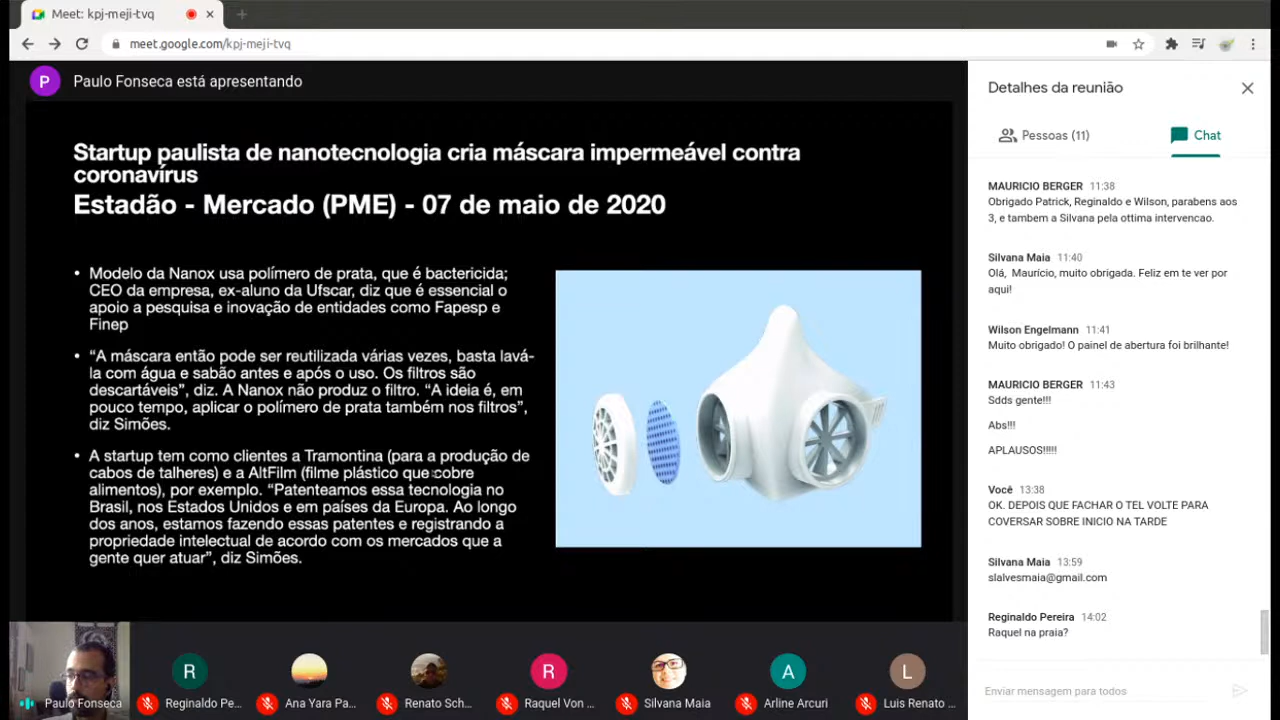 Meet: kpj-meji-tvq
meet.google.com/kpj-meji-tvq
P
Paulo Fonseca está apresentando
Startup paulista de nanotecnologia cria máscara impermeável contra
coronavírus
Estadão - Mercado (PME) - 07 de maio de 2020
• Modelo da Nanox usa polímero de prata, que é bactericida;
CEO da empresa, ex-aluno da Ufscar, diz que é essencial o
apoio a pesquisa e inovação de entidades como Fapesp e
Finep
• “A máscara então pode ser reutilizada várias vezes, basta lavá-
la com água e sabão antes e após o uso. Os filtros são
descartáveis”, diz. A Nanox não produz o filtro. “A ideia é, em
pouco tempo, aplicar o polímero de prata também nos filtros”,
diz Simões.
• A startup tem como clientes a Tramontina (para a produção de
cabos de talheres) e a AltFilm (filme plástico que cobre
alimentos), por exemplo. “Patenteamos essa tecnologia no
Brasil, nos Estados Unidos e em países da Europa. Ao longo
dos anos, estamos fazendo essas patentes e registrando a
propriedade intelectual de acordo com os mercados que a
gente quer atuar”, diz Simões.
Paulo Fonseca
R
Reginaldo Pe...
Ana Yara Pa...
Renato Sch...
R
Raquel Von ...
Silvana Maia
A
Arline Arcuri
L
Luis Renato ...
Detalhes da reunião
Pessoas (11)
Chat
MAURICIO BERGER 11:38
Obrigado Patrick, Reginaldo e Wilson, parabens aos
3, e tambem a Silvana pela ottima intervencao.
Silvana Maia 11:40
Olá, Maurício, muito obrigada. Feliz em te ver por
aqui!
Wilson Engelmann 11:41
Muito obrigado! O painel de abertura foi brilhante!
MAURICIO BERGER 11:43
Sdds gente!!!
Abs!!!
APLAUSOS!!!!!
Você 13:38
OK. DEPOIS QUE FACHAR O TEL VOLTE PARA
COVERSAR SOBRE INICIO NA TARDE
Silvana Maia 13:59
slalvesmaia@gmail.com
Reginaldo Pereira 14:02
Raquel na praia?
Enviar mensagem para todos